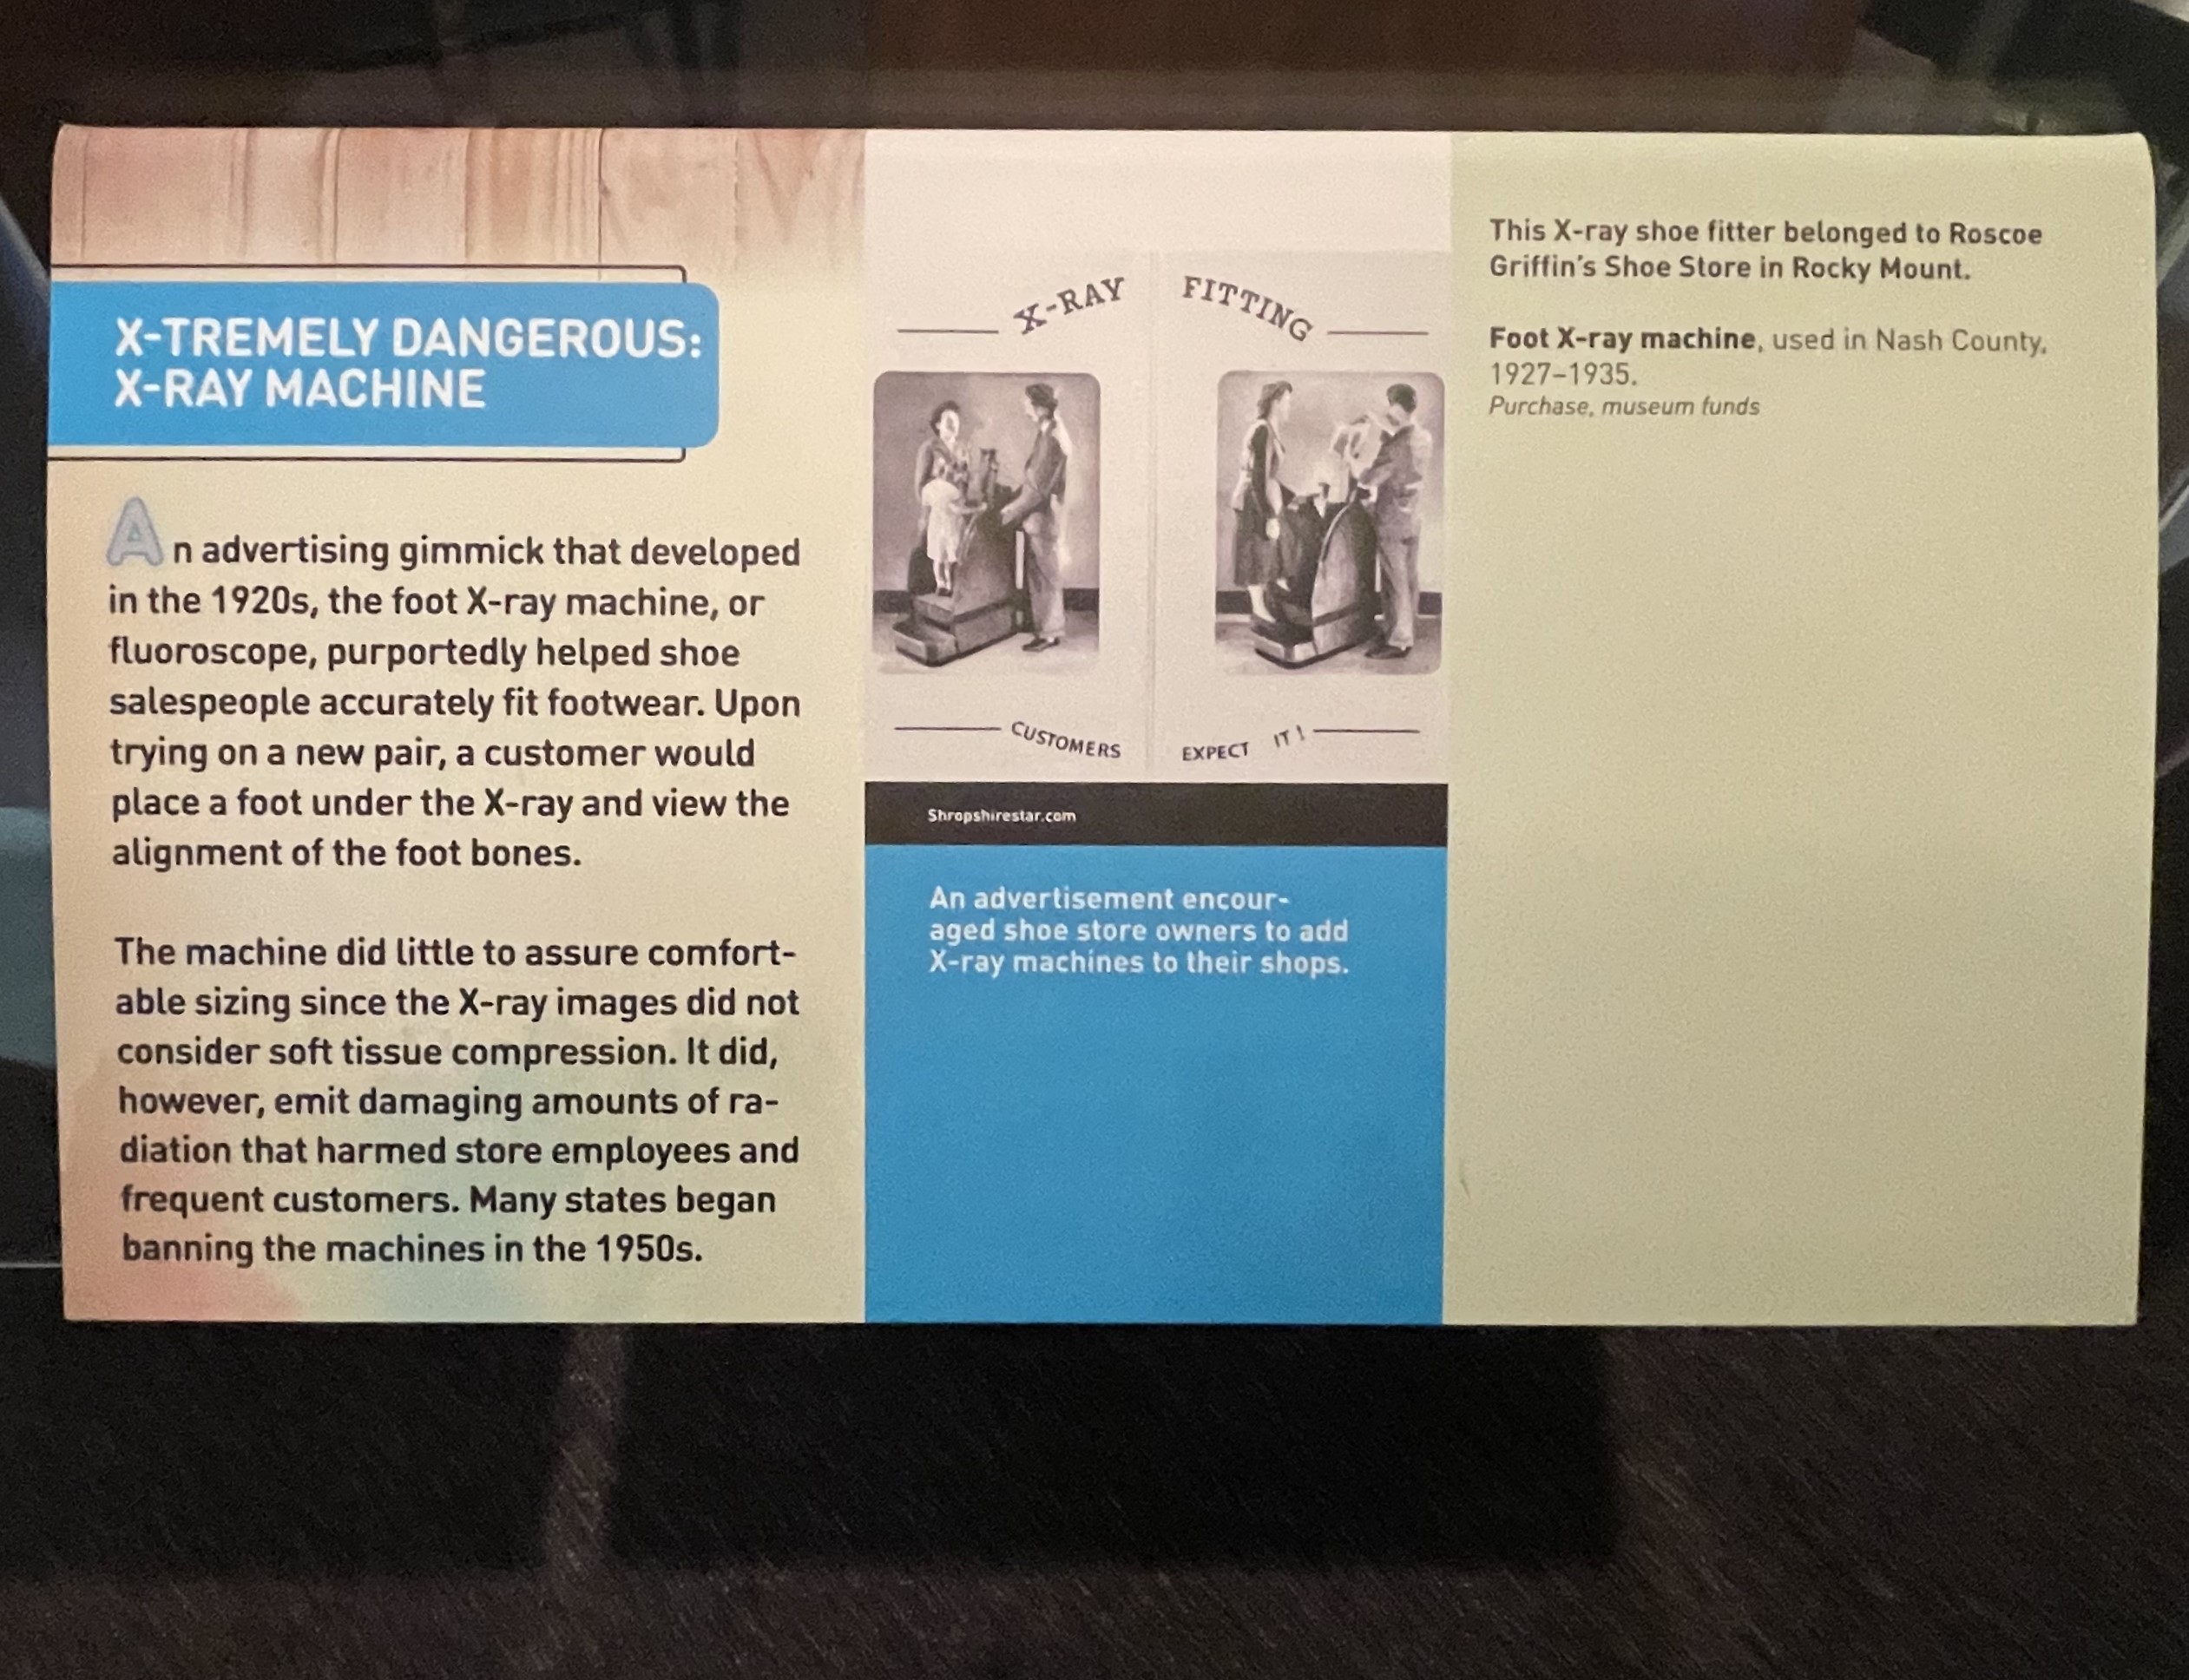 X-TREMELY DANGEROUS:
X-RAY MACHINE
An advertising gimmick that developed
in the 1920s, the foot X-ray machine, or
fluoroscope, purportedly helped shoe
salespeople accurately fit footwear. Upon
trying on a new pair, a customer would
place a foot under the X-ray and view the
alignment of the foot bones.
The machine did little to assure comfort-
able sizing since the X-ray images did not
consider soft tissue compression. It did,
however, emit damaging amounts of ra-
diation that harmed store employees and
frequent customers. Many states began
banning the machines in the 1950s.
X-RAY FITTING
CUSTOMERS EXPECT IT!
Shropshirestar.com
An advertisement encour-
aged shoe store owners to add
X-ray machines to their shops.
This X-ray shoe fitter belonged to Roscoe
Griffin's Shoe Store in Rocky Mount.
Foot X-ray machine, used in Nash County,
1927–1935.
Purchase, museum funds